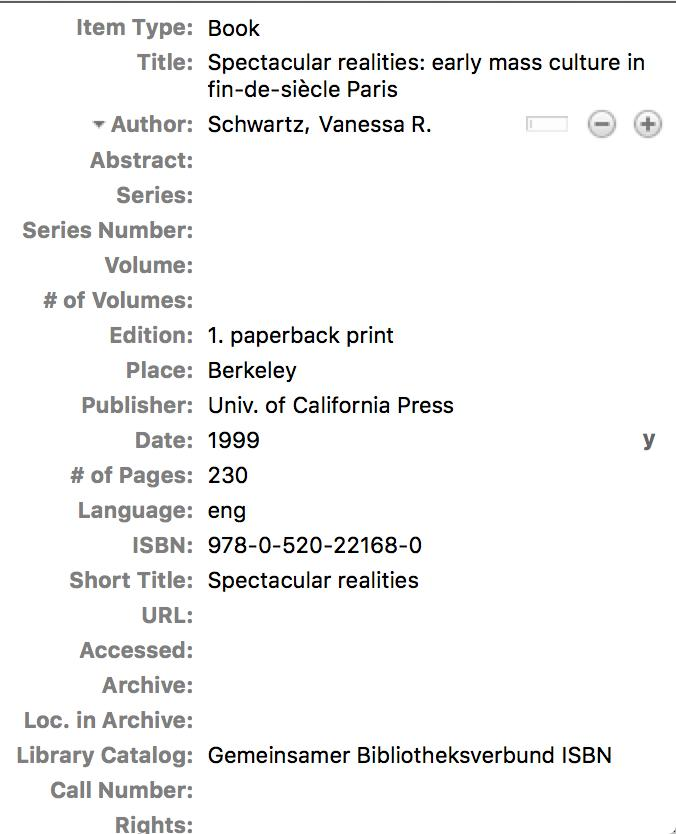 Item Type: Book
Title: Spectacular realities: early mass culture in
fin-de-siècle Paris
Author: Schwartz, Vanessa R.
Abstract:
Series:
Series Number:
Volume:
# of Volumes:
Edition: 1. paperback print
Place: Berkeley
Publisher: Univ. of California Press
Date: 1999 y
# of Pages: 230
Language: eng
ISBN: 978-0-520-22168-0
Short Title: Spectacular realities
URL:
Accessed:
Archive:
Loc. in Archive:
Library Catalog: Gemeinsamer Bibliotheksverbund ISBN
Call Number:
Rights: